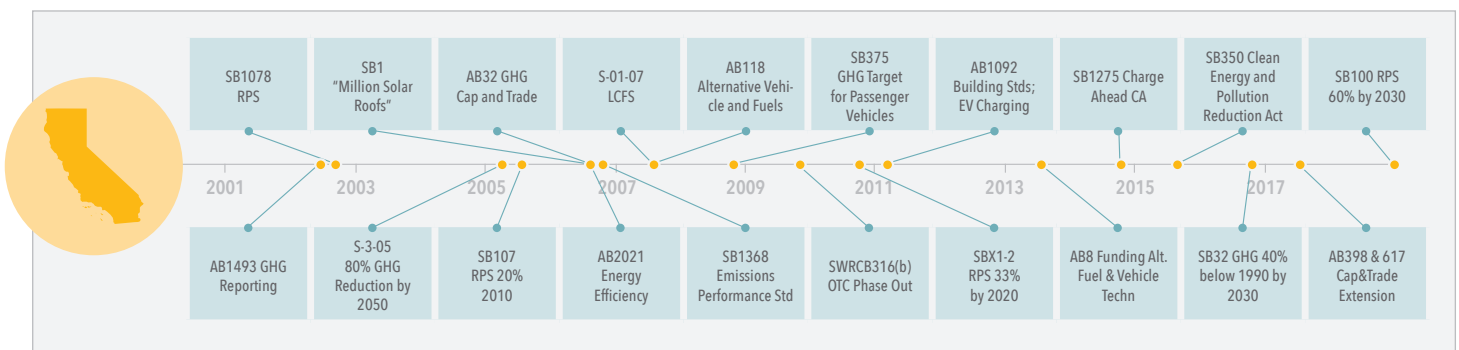 SB1078
RPS
SB1
“Million Solar
Roofs”
AB32 GHG
Cap and Trade
S-01-07
LCFS
AB118
Alternative Vehi-
cle and Fuels
SB375
GHG Target
for Passenger
Vehicles
AB1092
Building Stds;
EV Charging
SB1275 Charge
Ahead CA
SB350 Clean
Energy and
Pollution
Reduction Act
SB100 RPS
60% by 2030
2001
2003
2005
2007
2009
2011
2013
2015
2017
AB1493 GHG
Reporting
S-3-05
80% GHG
Reduction by
2050
SB107
RPS 20%
2010
AB2021
Energy
Efficiency
SB1368
Emissions
Performance Std
SWRCB316(b)
OTC Phase Out
SBX1-2
RPS 33%
by 2020
AB8 Funding Alt.
Fuel & Vehicle
Techn
SB32 GHG 40%
below 1990 by
2030
AB398 & 617
Cap&Trade
Extension